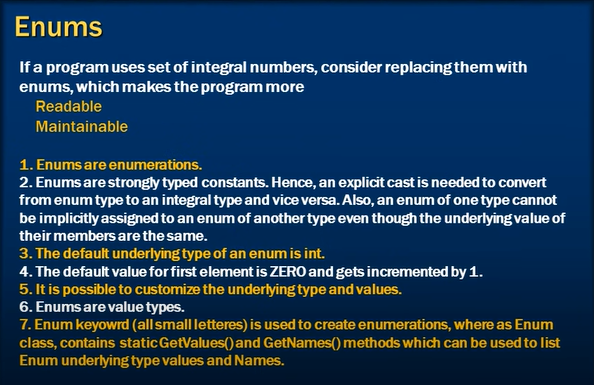 Enums
If a program uses set of integral numbers, consider replacing them with
enums, which makes the program more
Readable
Maintainable
1. Enums are enumerations.
2. Enums are strongly typed constants. Hence, an explicit cast is needed to convert
from enum type to an integral type and vice versa. Also, an enum of one type cannot
be implicitly assigned to an enum of another type even though the underlying value of
their members are the same.
3. The default underlying type of an enum is int.
4. The default value for first element is ZERO and gets incremented by 1.
5. It is possible to customize the underlying type and values.
6. Enums are value types.
7. Enum keyowrd (all small letteres) is used to create enumerations, where as Enum
class, contains static GetValues() and GetNames() methods which can be used to list
Enum underlying type values and Names.